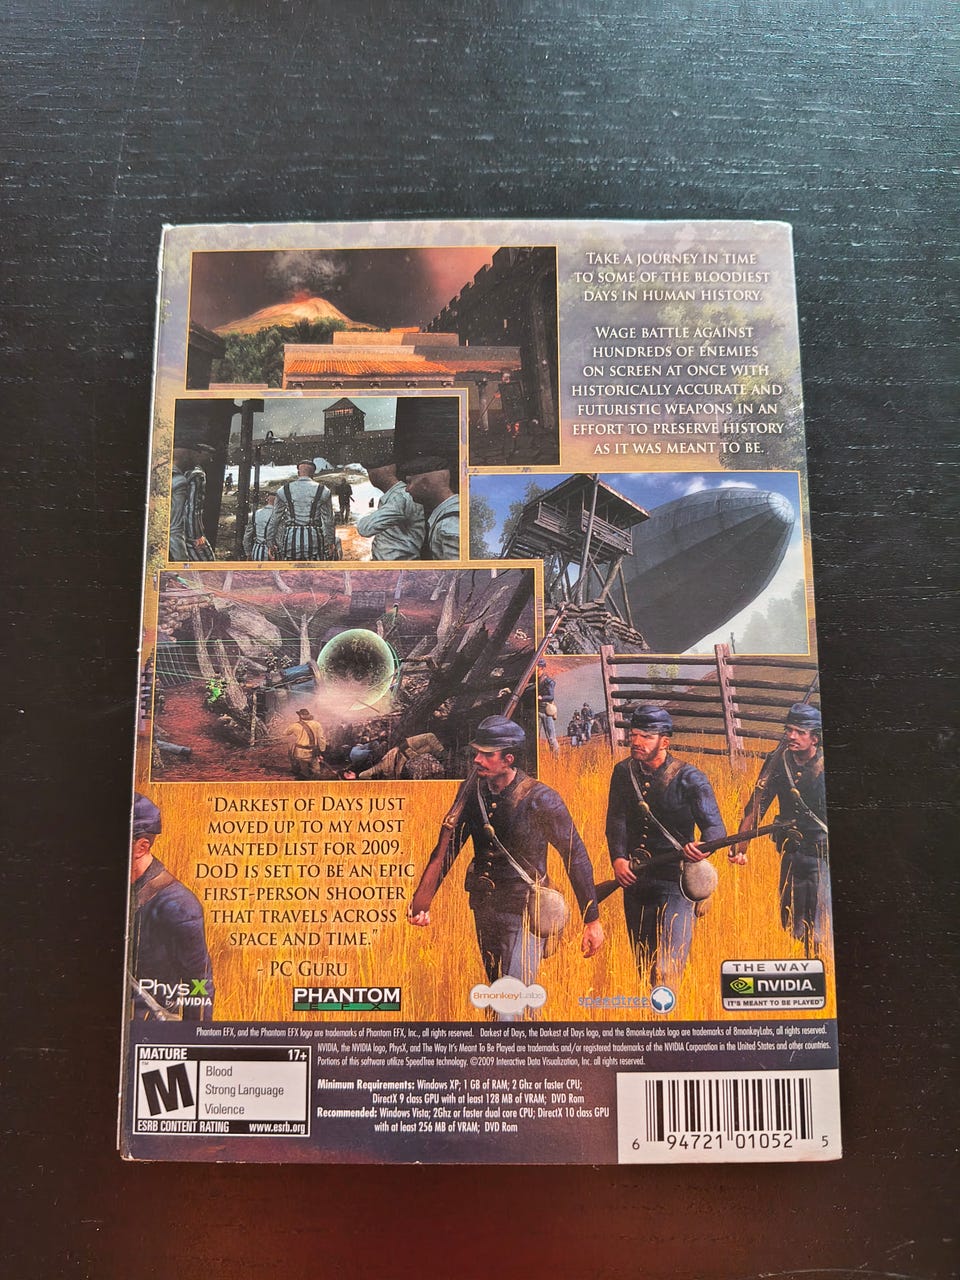 TAKE A JOURNEY IN TIME
TO SOME OF THE BLOODIEST
DAYS IN HUMAN HISTORY.
WAGE BATTLE AGAINST
HUNDREDS OF ENEMIES
ON SCREEN AT ONCE WITH
HISTORICALLY ACCURATE AND
FUTURISTIC WEAPONS IN AN
EFFORT TO PRESERVE HISTORY
AS IT WAS MEANT TO BE.
"DARKEST OF DAYS JUST
MOVED UP TO MY MOST
WANTED LIST FOR 2009.
DOD IS SET TO BE AN EPIC
FIRST-PERSON SHOOTER
THAT TRAVELS ACROSS
SPACE AND TIME."
- PC GURU
PhysX
by NVIDIA
PHANTOM
EFX
8monkeyLabs
speedtree
THE WAY
NVIDIA.
IT'S MEANT TO BE PLAYED™
Phantom EFX, and the Phantom EFX logo are trademarks of Phantom EFX, Inc., all rights reserved. Darkest of Days, the Darkest of Days logo, and the 8monkeyLabs logo are trademarks of 8monkeyLabs, all rights reserved.
NVIDIA, the NVIDIA logo, PhysX, and The Way It's Meant To Be Played are trademarks and/or registered trademarks of the NVIDIA Corporation in the United States and other countries.
Portions of this software utilize SpeedTree technology. ©2009 Interactive Data Visualization, Inc. all rights reserved.
MATURE 17+
M
Blood
Strong Language
Violence
ESRB CONTENT RATING www.esrb.org
Minimum Requirements: Windows XP; 1 GB of RAM; 2 Ghz or faster CPU;
DirectX 9 class GPU with at least 128 MB of VRAM; DVD Rom
Recommended: Windows Vista; 2Ghz or faster dual core CPU; DirectX 10 class GPU
with at least 256 MB of VRAM; DVD Rom
6 94721 01052 5